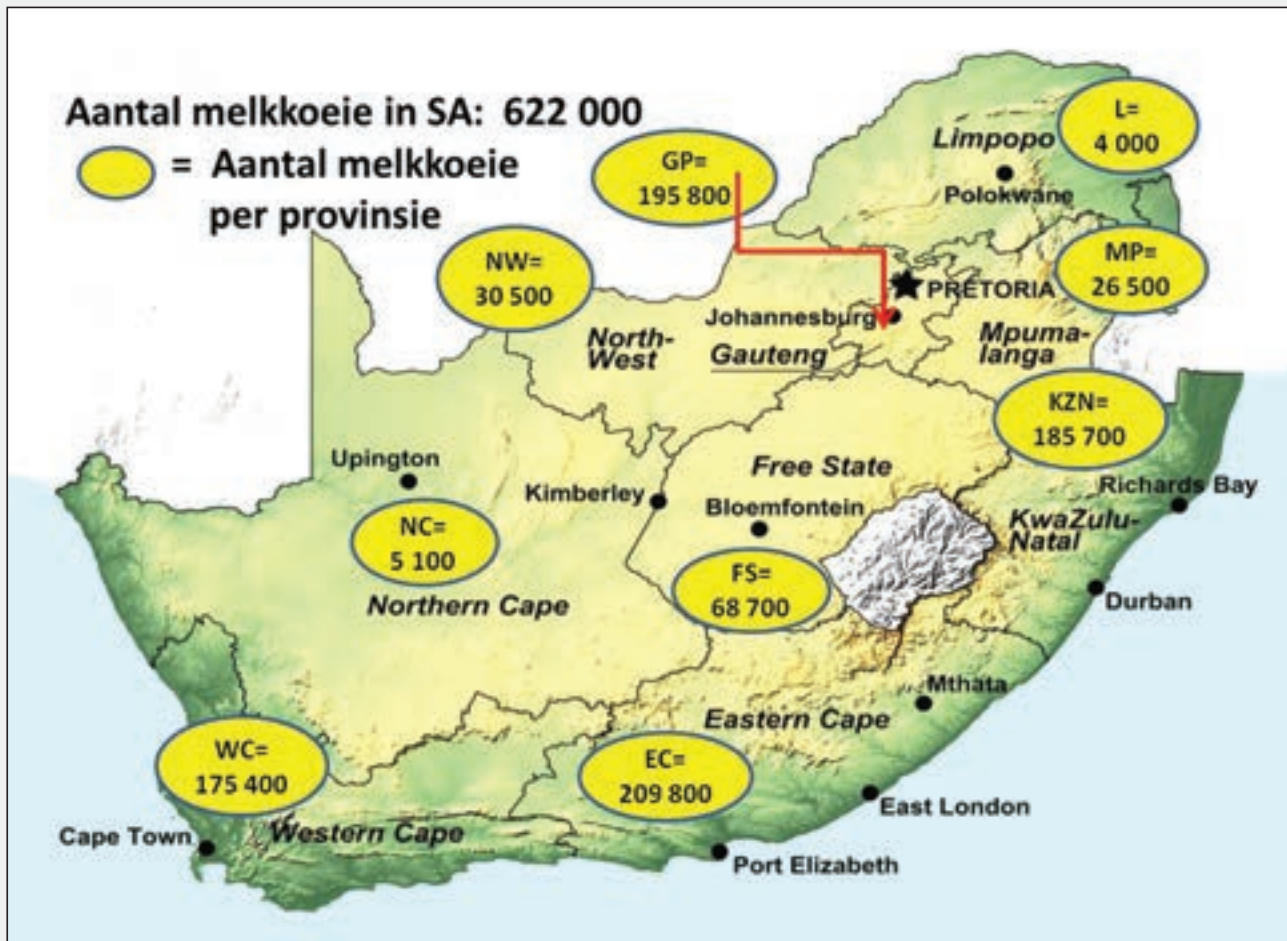 Aantal melkkoeie in SA: 622 000
= Aantal melkkoeie
per provinsie
GP=
195 800
L=
4 000
Limpopo
Polokwane
NW=
30 500
MP=
26 500
PRETORIA
Johannesburg
North-
West
Gauteng
Mpuma-
langa
KZN=
185 700
Upington
Free State
Kimberley
Richards Bay
Bloemfontein
KwaZulu-
Natal
NC=
5 100
FS=
68 700
Northern Cape
Durban
Mthata
Eastern Cape
WC=
175 400
EC=
209 800
East London
Cape Town
Western Cape
Port Elizabeth